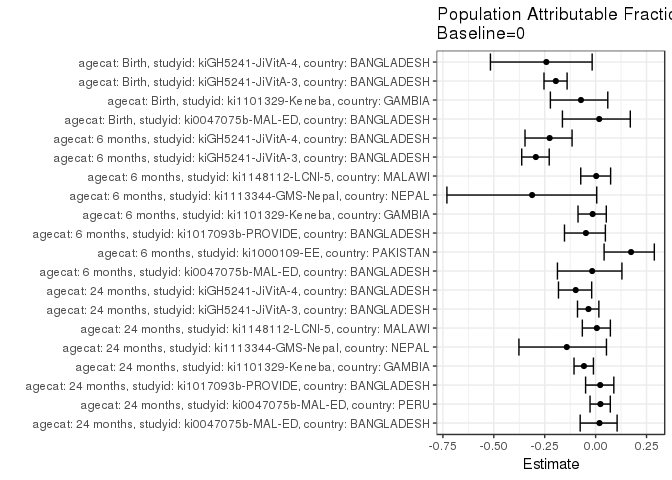 Population Attributable Fractio
Baseline=0
agecat: Birth, studyid: kiGH5241-JiVitA-4, country: BANGLADESH
agecat: Birth, studyid: kiGH5241-JiVitA-3, country: BANGLADESH
agecat: Birth, studyid: ki1101329-Keneba, country: GAMBIA
agecat: Birth, studyid: ki0047075b-MAL-ED, country: BANGLADESH
agecat: 6 months, studyid: kiGH5241-JiVitA-4, country: BANGLADESH
agecat: 6 months, studyid: kiGH5241-JiVitA-3, country: BANGLADESH
agecat: 6 months, studyid: ki1148112-LCNI-5, country: MALAWI
agecat: 6 months, studyid: ki1113344-GMS-Nepal, country: NEPAL
agecat: 6 months, studyid: ki1101329-Keneba, country: GAMBIA
agecat: 6 months, studyid: ki1017093b-PROVIDE, country: BANGLADESH
agecat: 6 months, studyid: ki1000109-EE, country: PAKISTAN
agecat: 6 months, studyid: ki0047075b-MAL-ED, country: BANGLADESH
agecat: 24 months, studyid: kiGH5241-JiVitA-4, country: BANGLADESH
agecat: 24 months, studyid: kiGH5241-JiVitA-3, country: BANGLADESH
agecat: 24 months, studyid: ki1148112-LCNI-5, country: MALAWI
agecat: 24 months, studyid: ki1113344-GMS-Nepal, country: NEPAL
agecat: 24 months, studyid: ki1101329-Keneba, country: GAMBIA
agecat: 24 months, studyid: ki1017093b-PROVIDE, country: BANGLADESH
agecat: 24 months, studyid: ki0047075b-MAL-ED, country: PERU
agecat: 24 months, studyid: ki0047075b-MAL-ED, country: BANGLADESH
-0.75 -0.50 -0.25 0.00 0.25
Estimate